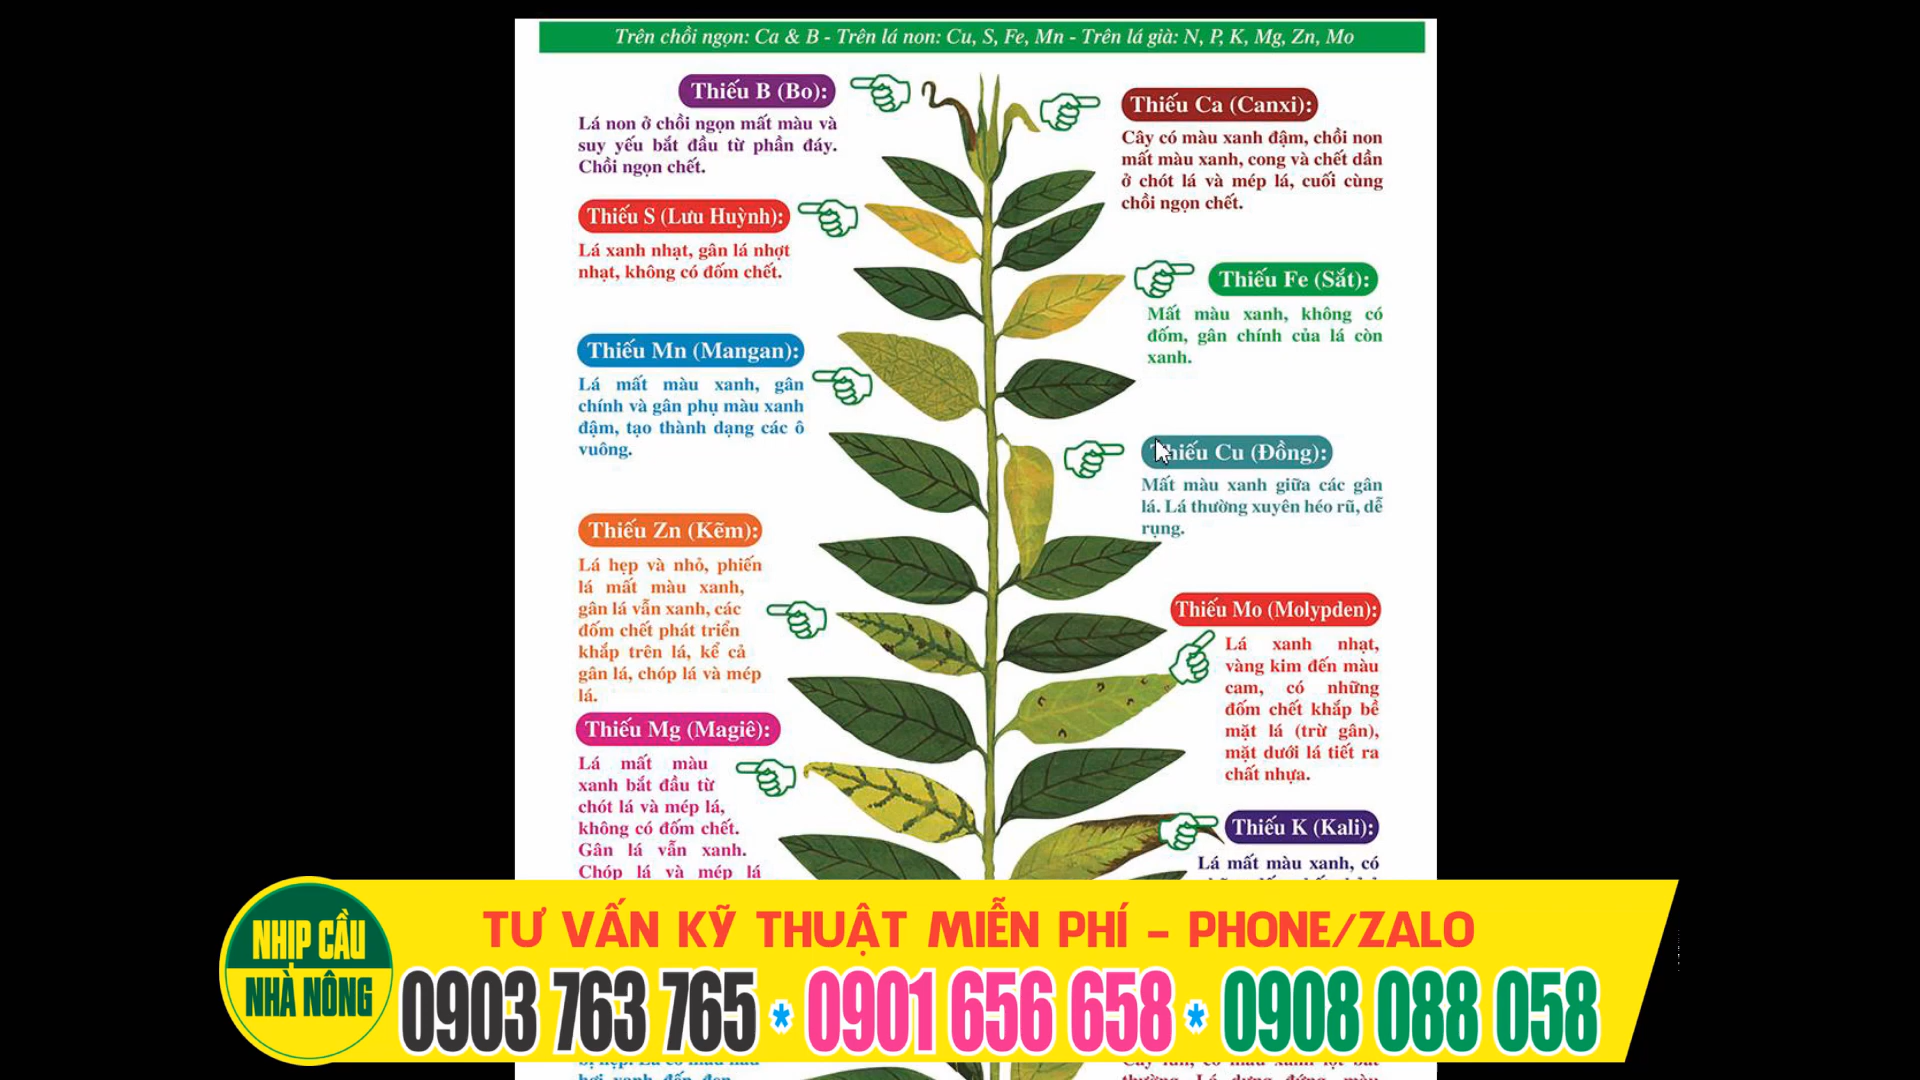 Trên chồi ngọn: Ca & B - Trên lá non: Cu, S, Fe, Mn - Trên lá già: N, P, K, Mg, Zn, Mo
Thiếu B (Bo):
Lá non ở chồi ngọn mất màu và
suy yếu bắt đầu từ phần đáy.
Chồi ngọn chết.
Thiếu Ca (Canxi):
Cây có màu xanh đậm, chồi non
mất màu xanh, cong và chết dần
ở chót lá và mép lá, cuối cùng
chồi ngọn chết.
Thiếu S (Lưu Huỳnh):
Lá xanh nhạt, gân lá nhợt
nhạt, không có đốm chết.
Thiếu Fe (Sắt):
Mất màu xanh, không có
đốm, gân chính của lá còn
xanh.
Thiếu Mn (Mangan):
Lá mất màu xanh, gân
chính và gân phụ màu xanh
đậm, tạo thành dạng các ô
vuông.
Thiếu Cu (Đồng):
Mất màu xanh giữa các gân
lá. Lá thường xuyên héo rũ, dễ
rụng.
Thiếu Zn (Kẽm):
Lá hẹp và nhỏ, phiến
lá mất màu xanh,
gân lá vẫn xanh, các
đốm chết phát triển
khắp trên lá, kể cả
gân lá, chóp lá và mép
lá.
Thiếu Mo (Molypden):
Lá xanh nhạt,
vàng kim đến màu
cam, có những
đốm chết khắp bề
mặt lá (trừ gân),
mặt dưới lá tiết ra
chất nhựa.
Thiếu Mg (Magiê):
Lá mất màu
xanh bắt đầu từ
chót lá và mép lá,
không có đốm chết.
Gân lá vẫn xanh.
Chóp lá và mép lá
Thiếu K (Kali):
Lá mất màu xanh, có
NHỊP CẦU
NHÀ NÔNG
TƯ VẤN KỸ THUẬT MIỄN PHÍ - PHONE/ZALO
0903 763 765 * 0901 656 658 * 0908 088 058